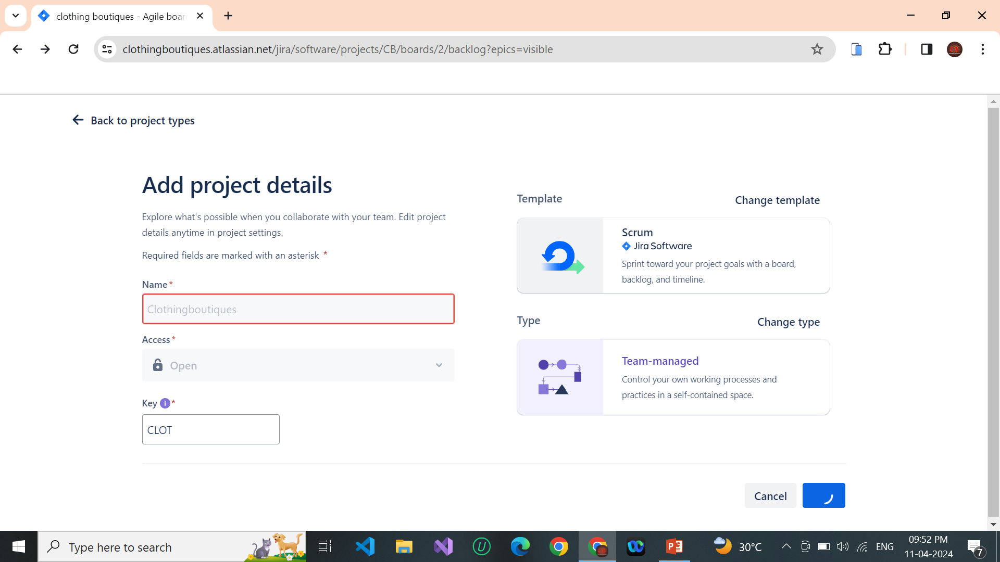 clothing boutiques - Agile boar
clothingboutiques.atlassian.net/jira/software/projects/CB/boards/2/backlog?epics=visible
Back to project types
Add project details
Explore what's possible when you collaborate with your team. Edit project
details anytime in project settings.
Required fields are marked with an asterisk *
Name *
Clothingboutiques
Access *
Open
Key i *
CLOT
Template
Change template
Scrum
Jira Software
Sprint toward your project goals with a board,
backlog, and timeline.
Type
Change type
Team-managed
Control your own working processes and
practices in a self-contained space.
Cancel
Type here to search
30°C
ENG
09:52 PM
11-04-2024
7